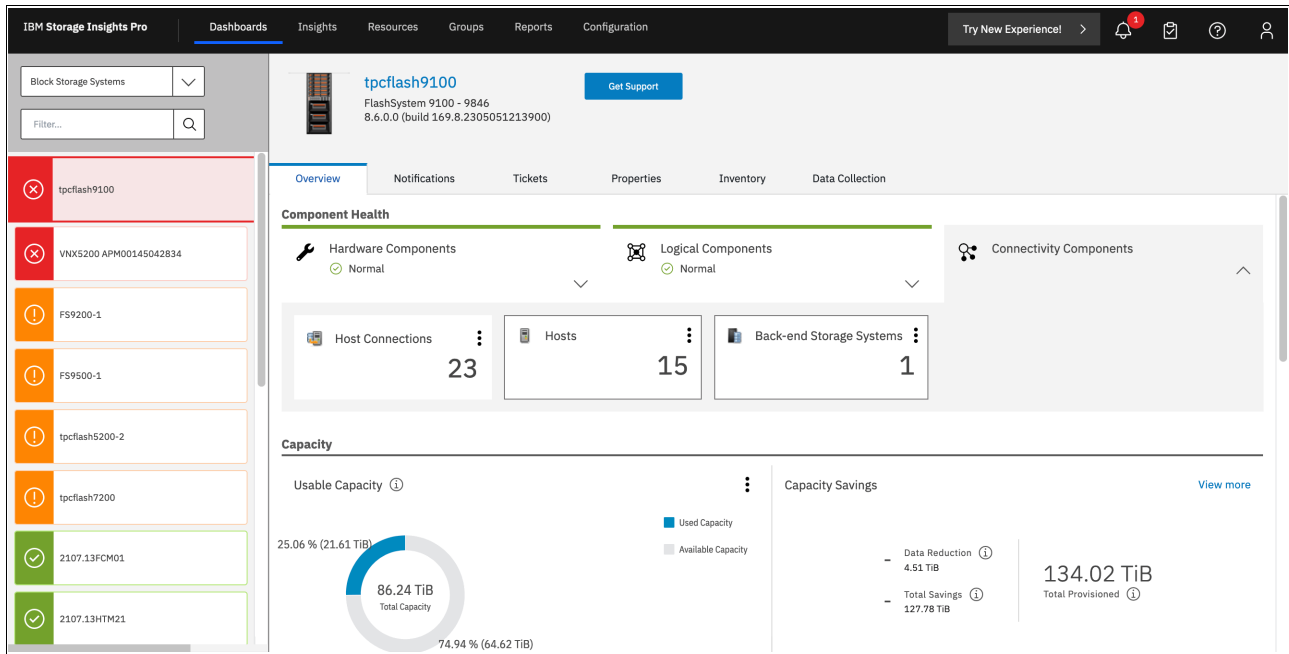 IBM Storage Insights Pro
Dashboards
Insights
Resources
Groups
Reports
Configuration
Try New Experience!
1
Block Storage Systems
Filter...
tpcflash9100
VNX5200 APM00145042834
FS9200-1
FS9500-1
tpcflash5200-2
tpcflash7200
2107.13FCM01
2107.13HTM21
tpcflash9100
FlashSystem 9100 - 9846
8.6.0.0 (build 169.8.2305051213900)
Get Support
Overview
Notifications
Tickets
Properties
Inventory
Data Collection
Component Health
Hardware Components
Normal
Logical Components
Normal
Connectivity Components
Host Connections
23
Hosts
15
Back-end Storage Systems
1
Capacity
Usable Capacity
Used Capacity
Available Capacity
25.06 % (21.61 TiB)
86.24 TiB
Total Capacity
74.94 % (64.62 TiB)
Capacity Savings
View more
- Data Reduction
4.51 TiB
- Total Savings
127.78 TiB
134.02 TiB
Total Provisioned